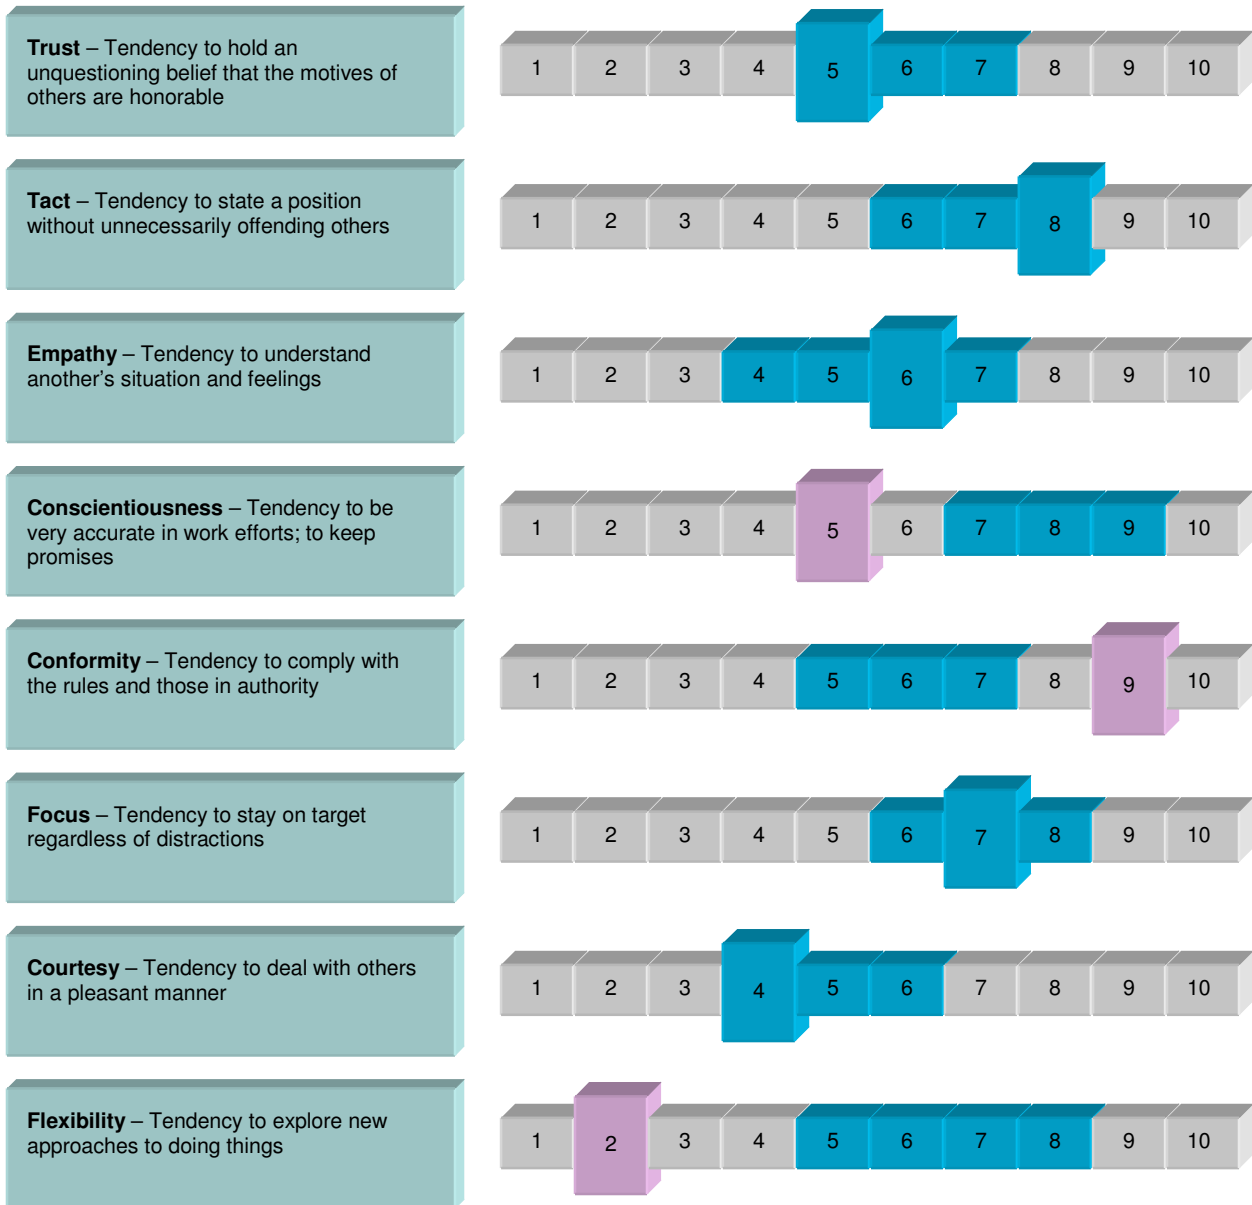 Trust – Tendency to hold an
unquestioning belief that the motives of
others are honorable
1 2 3 4 5 6 7 8 9 10
Tact – Tendency to state a position
without unnecessarily offending others
1 2 3 4 5 6 7 8 9 10
Empathy – Tendency to understand
another’s situation and feelings
1 2 3 4 5 6 7 8 9 10
Conscientiousness – Tendency to be
very accurate in work efforts; to keep
promises
1 2 3 4 5 6 7 8 9 10
Conformity – Tendency to comply with
the rules and those in authority
1 2 3 4 5 6 7 8 9 10
Focus – Tendency to stay on target
regardless of distractions
1 2 3 4 5 6 7 8 9 10
Courtesy – Tendency to deal with others
in a pleasant manner
1 2 3 4 5 6 7 8 9 10
Flexibility – Tendency to explore new
approaches to doing things
1 2 3 4 5 6 7 8 9 10